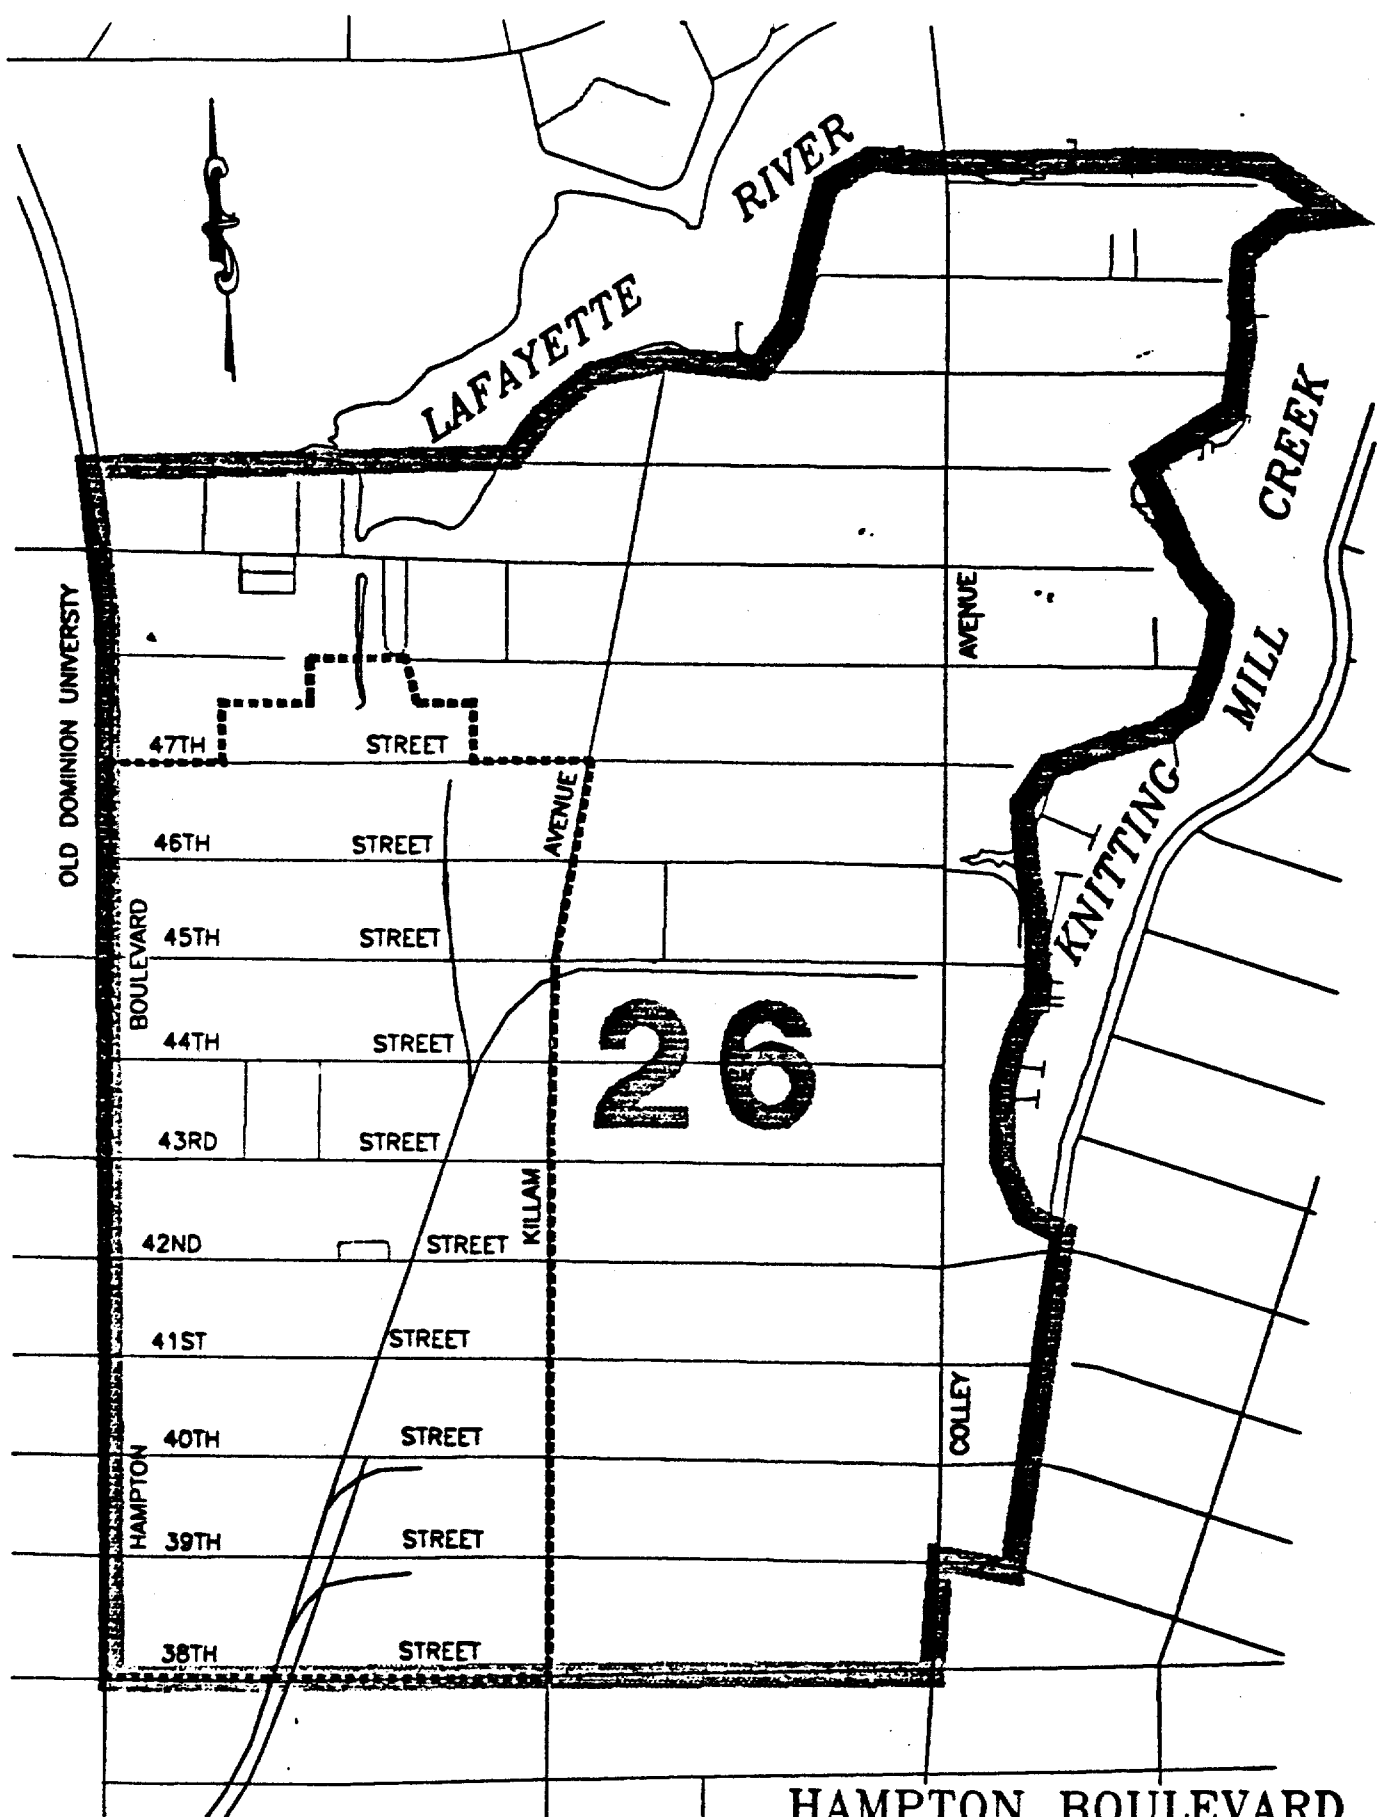 RIVER
LAFAYETTE
CREEK
MILL
KNITTING
OLD DOMINION UNIVERSTY
AVENUE
47TH STREET
AVENUE
46TH STREET
BOULEVARD
45TH STREET
44TH STREET
26
43RD STREET
KILLAM
42ND STREET
41ST STREET
COLLEY
40TH STREET
HAMPTON
39TH STREET
38TH STREET
HAMPTON BOULEVARD